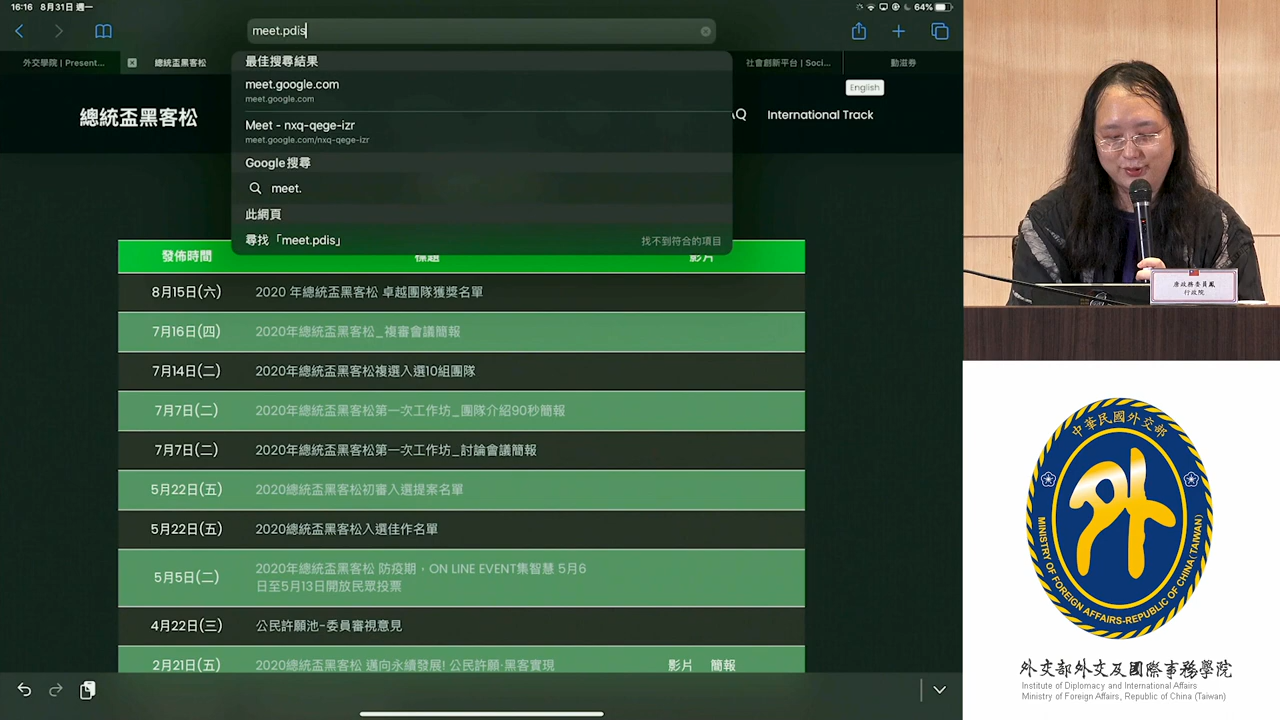 16:16 8月31日 週一
64%
meet.pdis
外交學院 | Present...
總統盃黑客松
社會創新平台 | Soci...
動滋券
最佳搜尋結果
meet.google.com
meet.google.com
Meet - nxq-qege-izr
meet.google.com/nxq-qege-izr
Google 搜尋
meet.
此網頁
尋找「meet.pdis」
找不到符合的項目
English
總統盃黑客松
AQ
International Track
發佈時間 標題 影片
8月15日(六) 2020 年總統盃黑客松 卓越團隊獲獎名單
7月16日(四) 2020年總統盃黑客松_複審會議簡報
7月14日(二) 2020年總統盃黑客松複選入選10組團隊
7月7日(二) 2020年總統盃黑客松第一次工作坊_團隊介紹90秒簡報
7月7日(二) 2020年總統盃黑客松第一次工作坊_討論會議簡報
5月22日(五) 2020總統盃黑客松初審入選提案名單
5月22日(五) 2020總統盃黑客松入選佳作名單
5月5日(二) 2020年總統盃黑客松 防疫期，ON LINE EVENT集智慧 5月6
日至5月13日開放民眾投票
4月22日(三) 公民許願池-委員審視意見
2月21日(五) 2020總統盃黑客松 邁向永續發展! 公民許願·黑客實現 影片 簡報
唐政務委員鳳
行政院
中華民國外交部
外
MINISTRY OF FOREIGN AFFAIRS-REPUBLIC OF CHINA (TAIWAN)
外交部外交及國際事務學院
Institute of Diplomacy and International Affairs
Ministry of Foreign Affairs, Republic of China (Taiwan)